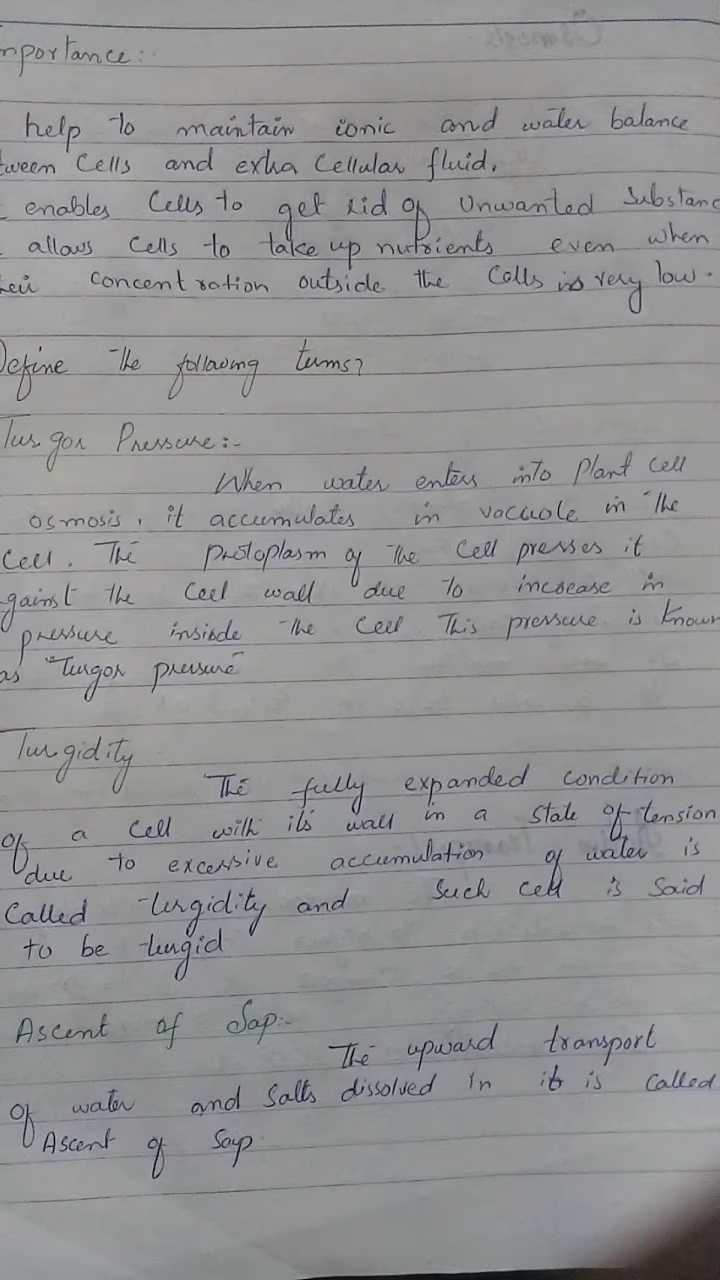 mportance:
help to maintain ionic and water balance
tween Cells and extra Cellular fluid.
enables Cells to get rid of Unwanted Substanc
allows Cells to take up nutrients even when
heir concentration outside the Cells is very low.
Define The following terms?
Turgor Pressure:-
When water enters into Plant Cell
osmosis, it accumulates in vacuole in The
Cell. The protoplasm of The Cell presses it
gainst The Cell wall due to increase in
pressure inside The Cell This pressure is Known
as "Turgor pressure"
Turgidity
The fully expanded condition
of a Cell with its wall in a State of tension
due to excessive accumulation of water is
Called turgidity and Such cell is Said
to be turgid
Ascent of Sap:-
The upward transport
of water and Salts dissolved in it is Called
Ascent of Sap